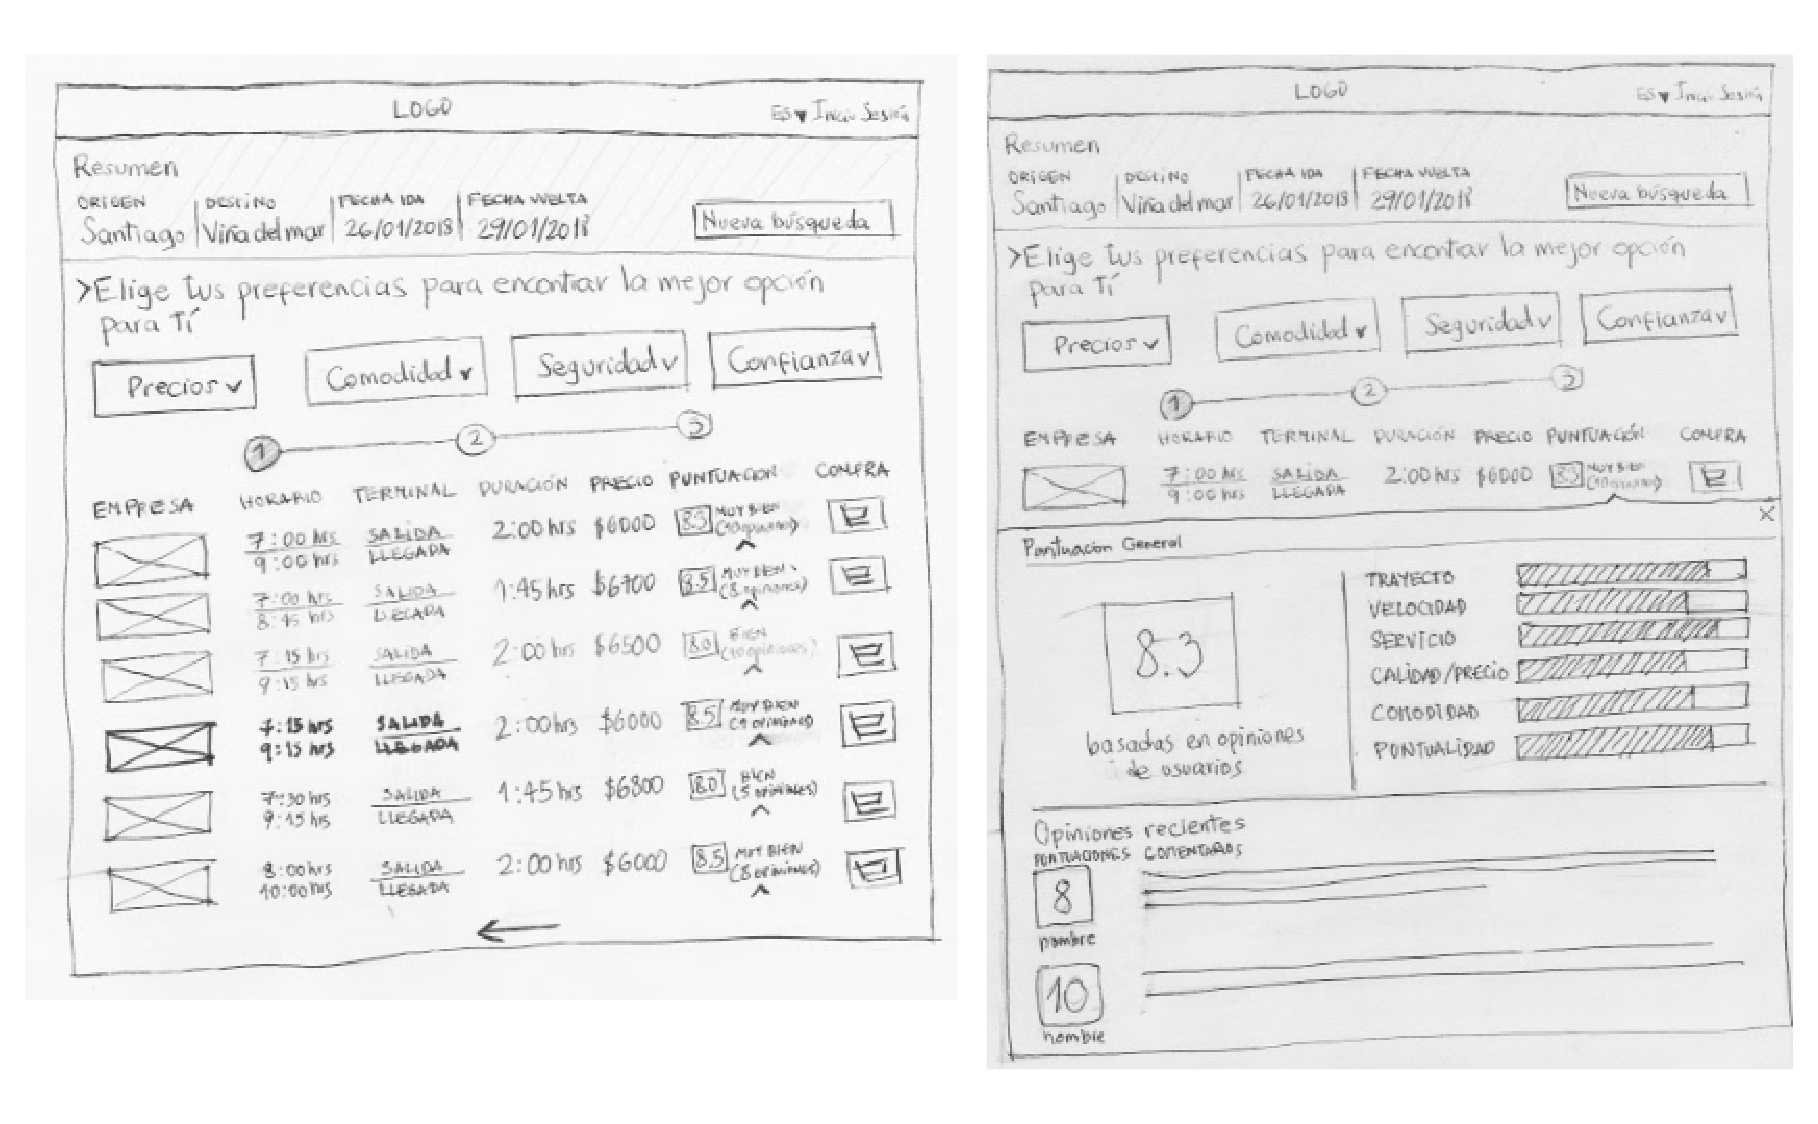 LOGO
ES Inici Sesión
Resumen
ORIGEN DESTINO FECHA IDA FECHA VUELTA
Santiago Viña del mar 26/01/2018 29/01/2018 Nueva búsqueda
>Elige tus preferencias para encontrar la mejor opción
para Tí
Precios Comodidad Seguridad Confianza
1 2 3
EMPRESA HORARIO TERMINAL DURACIÓN PRECIO PUNTUACION COMPRA
7:00 hrs SALIDA 2:00 hrs $6000 8.3 MUY BIEN
9:00 hrs LLEGADA (10 opiniones)
7:00 hrs SALIDA 1:45 hrs $6700 8.5 MUY BIEN
8:45 hrs LLEGADA (8 opiniones)
7:15 hrs SALIDA 2:00 hrs $6500 8.0 BIEN
9:15 hrs LLEGADA (10 opiniones)
7:15 hrs SALIDA 2:00 hrs $6000 8.5 MUY BIEN
9:15 hrs LLEGADA (9 opiniones)
7:30 hrs SALIDA 1:45 hrs $6800 8.0 BIEN
9:15 hrs LLEGADA (5 opiniones)
8:00 hrs SALIDA 2:00 hrs $6000 8.5 MUY BIEN
10:00 hrs LLEGADA (8 opiniones)
LOGO
ES Inici Sesión
Resumen
ORIGEN DESTINO FECHA IDA FECHA VUELTA
Santiago Viña del mar 26/01/2018 29/01/2018 Nueva búsqueda
>Elige tus preferencias para encontrar la mejor opción
para Tí
Precios Comodidad Seguridad Confianza
1 2 3
EMPRESA HORARIO TERMINAL DURACIÓN PRECIO PUNTUACIÓN COMPRA
7:00 hrs SALIDA 2:00 hrs $6000 8.3 MUY BIEN
9:00 hrs LLEGADA (10 opiniones)
X
Puntuación General
8.3
basadas en opiniones
de usuarios
TRAYECTO
VELOCIDAD
SERVICIO
CALIDAD/PRECIO
COMODIDAD
PUNTUALIDAD
Opiniones recientes
PUNTUACIONES COMENTARIOS
8
nombre
10
nombre